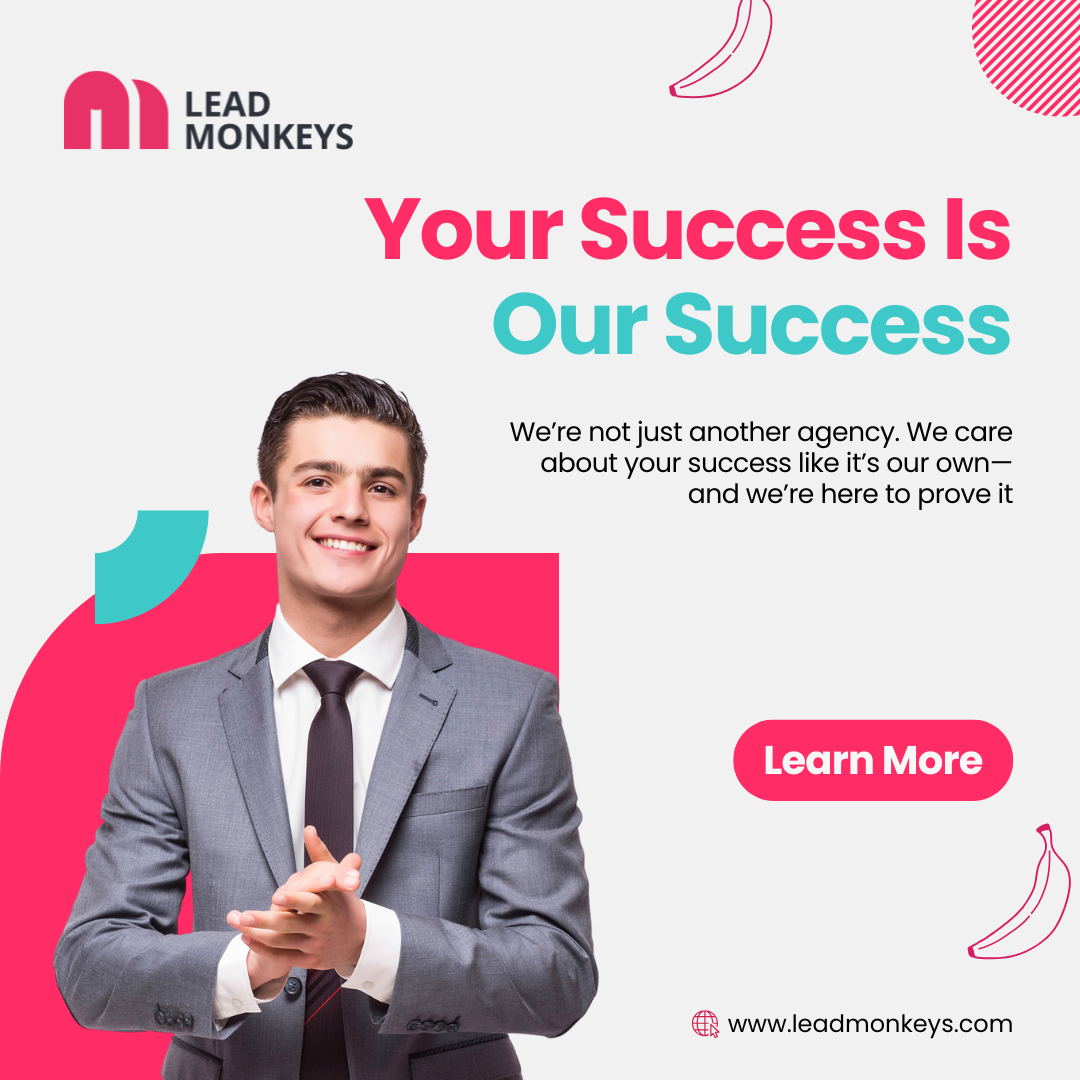 LEAD
MONKEYS
Your Success Is
Our Success
We’re not just another agency. We care
about your success like it’s our own—
and we’re here to prove it
Learn More
www.leadmonkeys.com